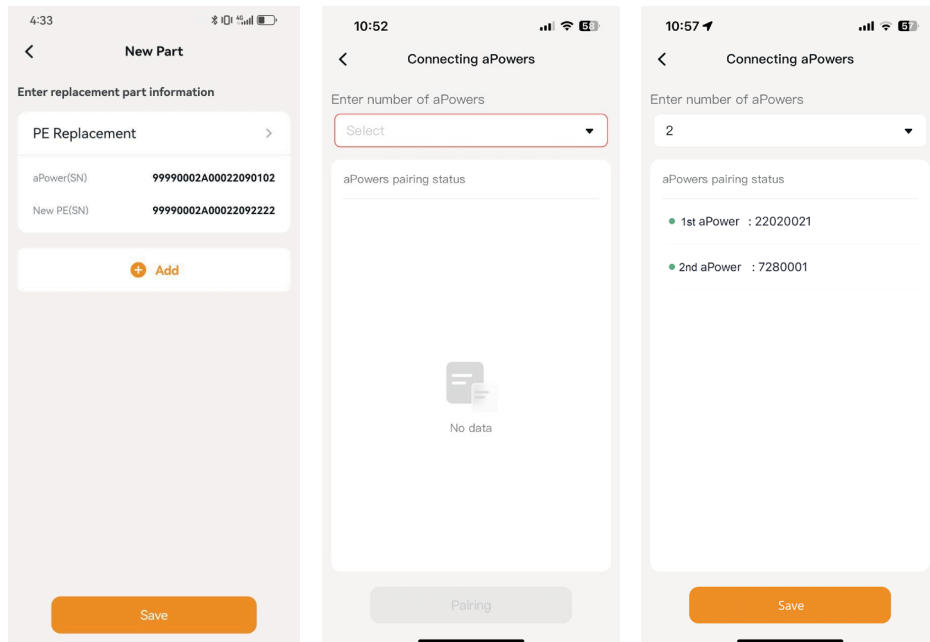 4:33
New Part
Enter replacement part information
PE Replacement
aPower(SN) 99990002A00022090102
New PE(SN) 99990002A00022092222
Add
Save
10:52
Connecting aPowers
Enter number of aPowers
Select
aPowers pairing status
No data
Pairing
10:57
57
Connecting aPowers
Enter number of aPowers
2
aPowers pairing status
1st aPower : 22020021
2nd aPower : 7280001
Save